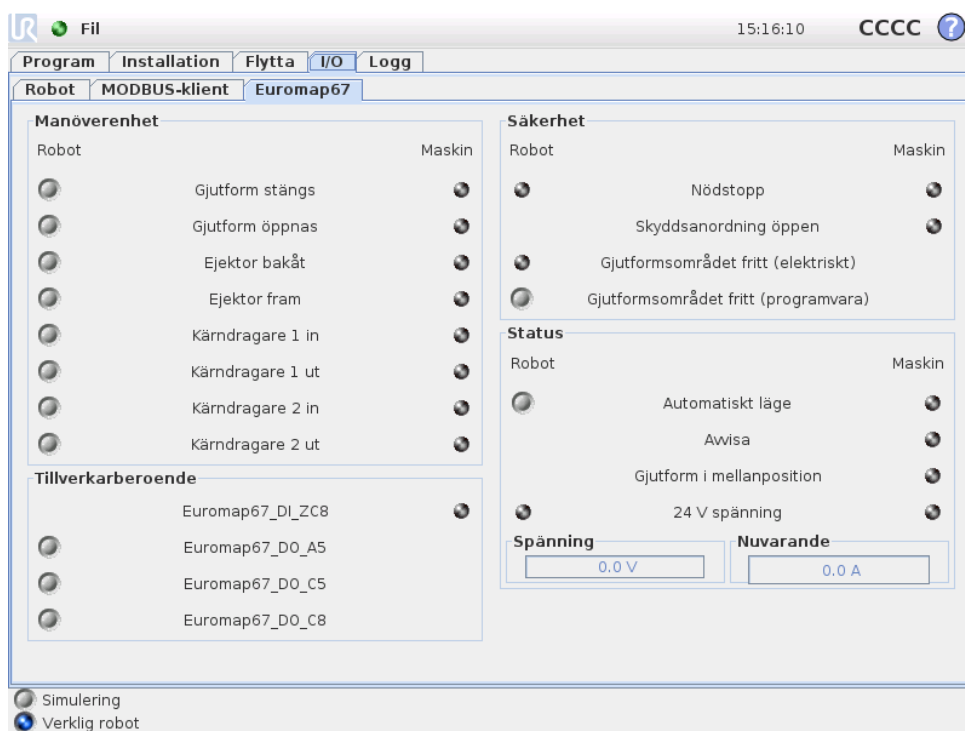 UR Fil 15:16:10 CCCC ?
Program Installation Flytta I/O Logg
Robot MODBUS-klient Euromap67
Manöverenhet
Robot Maskin
Gjutform stängs
Gjutform öppnas
Ejektor bakåt
Ejektor fram
Kärndragare 1 in
Kärndragare 1 ut
Kärndragare 2 in
Kärndragare 2 ut
Tillverkarberoende
Euromap67_DI_ZC8
Euromap67_DO_A5
Euromap67_DO_C5
Euromap67_DO_C8
Säkerhet
Robot Maskin
Nödstopp
Skyddsanordning öppen
Gjutformsområdet fritt (elektriskt)
Gjutformsområdet fritt (programvara)
Status
Robot Maskin
Automatiskt läge
Avvisa
Gjutform i mellanposition
24 V spänning
Spänning Nuvarande
0.0 V 0.0 A
Simulering
Verklig robot